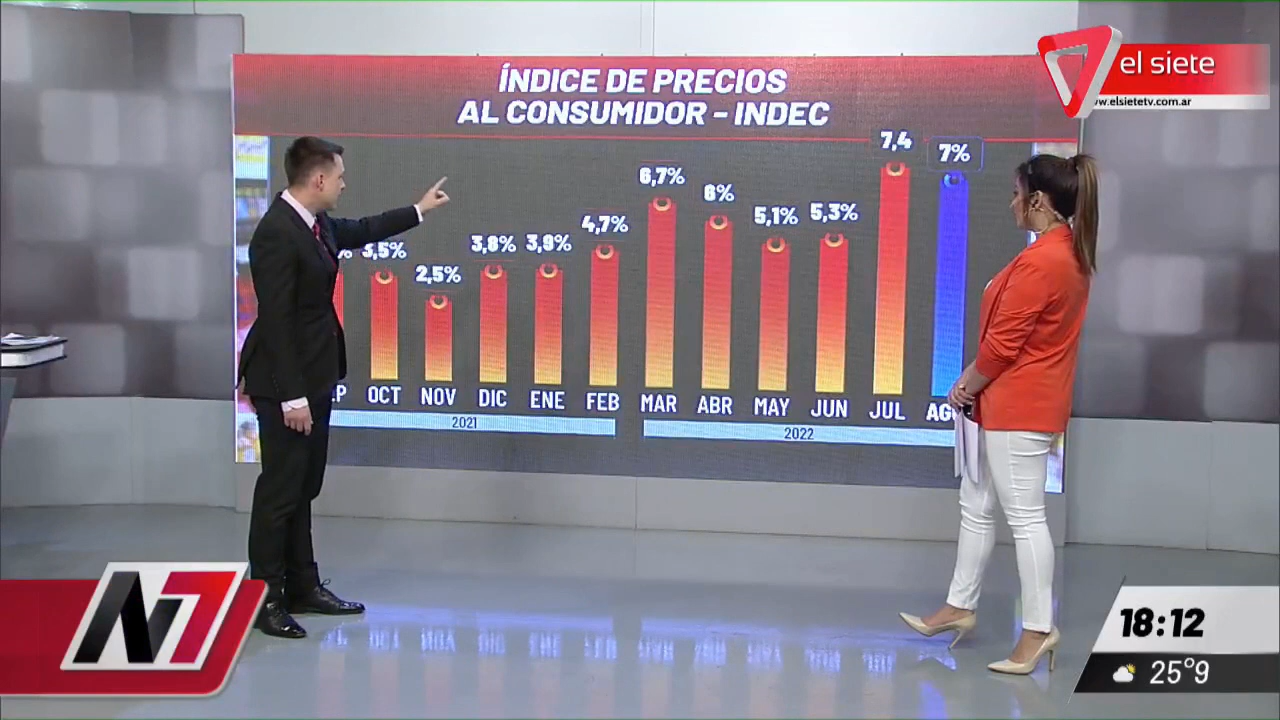 ÍNDICE DE PRECIOS
AL CONSUMIDOR - INDEC
el siete
www.elsietetv.com.ar
7,4
7%
6,7%
6%
5,1%
5,3%
4,7%
3,8%
3,9%
3,5%
2,5%
OCT
NOV
DIC
ENE
FEB
MAR
ABR
MAY
JUN
JUL
2021
2022
N7
18:12
25°9